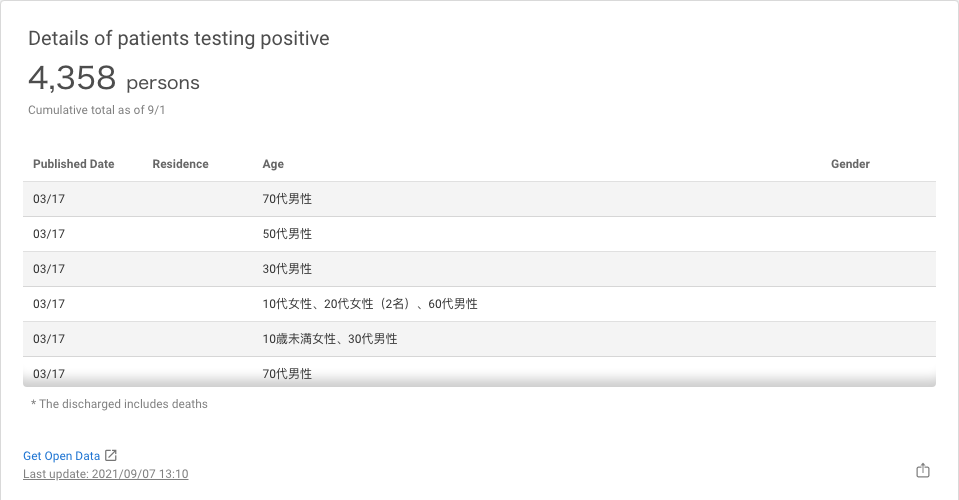 Details of patients testing positive
4,358 persons
Cumulative total as of 9/1
Published Date Residence Age Gender
03/17 70代男性
03/17 50代男性
03/17 30代男性
03/17 10代女性、20代女性（2名）、60代男性
03/17 10歳未満女性、30代男性
03/17 70代男性
* The discharged includes deaths
Get Open Data
Last update: 2021/09/07 13:10